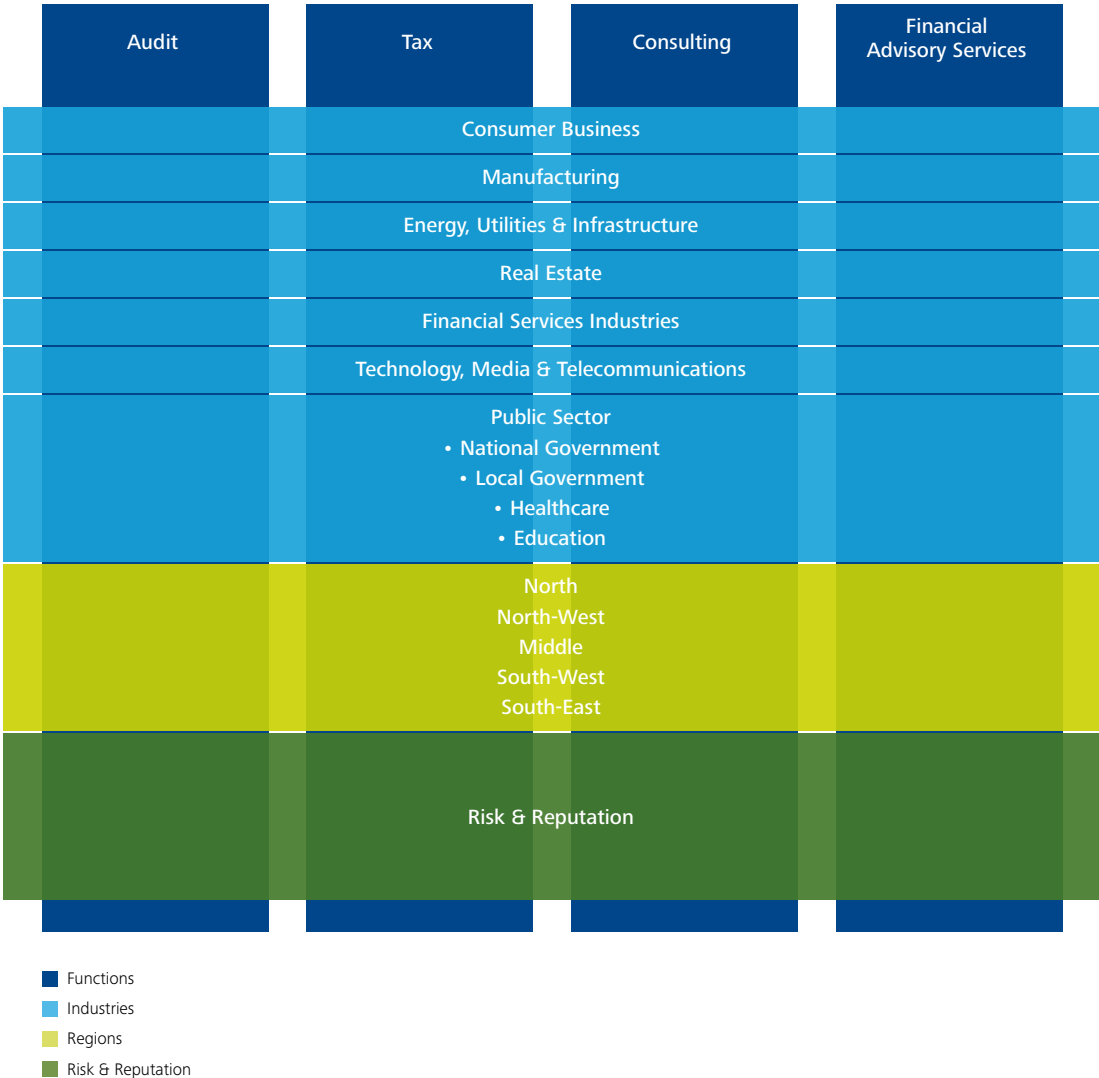 Audit
Tax
Consulting
Financial
Advisory Services
Consumer Business
Manufacturing
Energy, Utilities & Infrastructure
Real Estate
Financial Services Industries
Technology, Media & Telecommunications
Public Sector
• National Government
• Local Government
• Healthcare
• Education
North
North-West
Middle
South-West
South-East
Risk & Reputation
Functions
Industries
Regions
Risk & Reputation